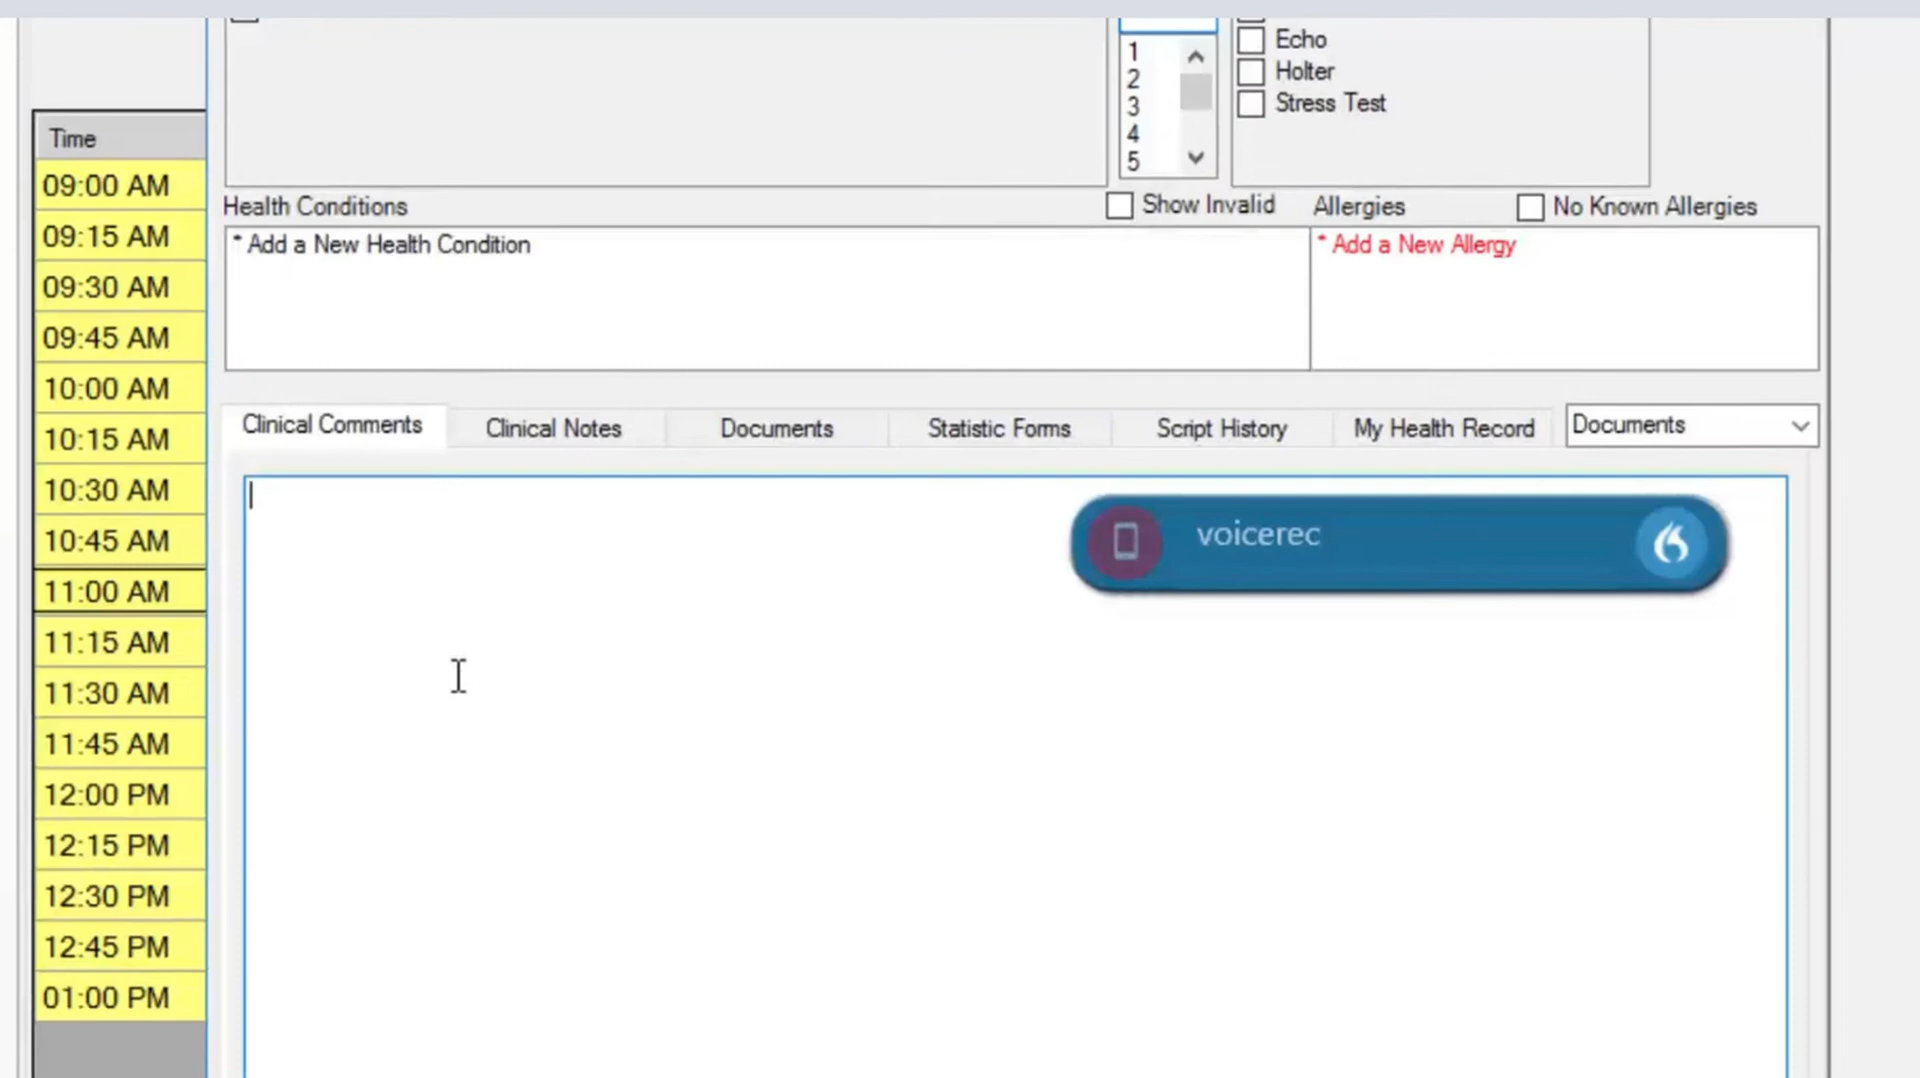 Echo
Holter
Stress Test
1
2
3
4
5
Time
09:00 AM
09:15 AM
09:30 AM
09:45 AM
10:00 AM
10:15 AM
10:30 AM
10:45 AM
11:00 AM
11:15 AM
11:30 AM
11:45 AM
12:00 PM
12:15 PM
12:30 PM
12:45 PM
01:00 PM
Health Conditions
Show Invalid
Allergies
No Known Allergies
* Add a New Health Condition
* Add a New Allergy
Clinical Comments
Clinical Notes
Documents
Statistic Forms
Script History
My Health Record
Documents
voicerec